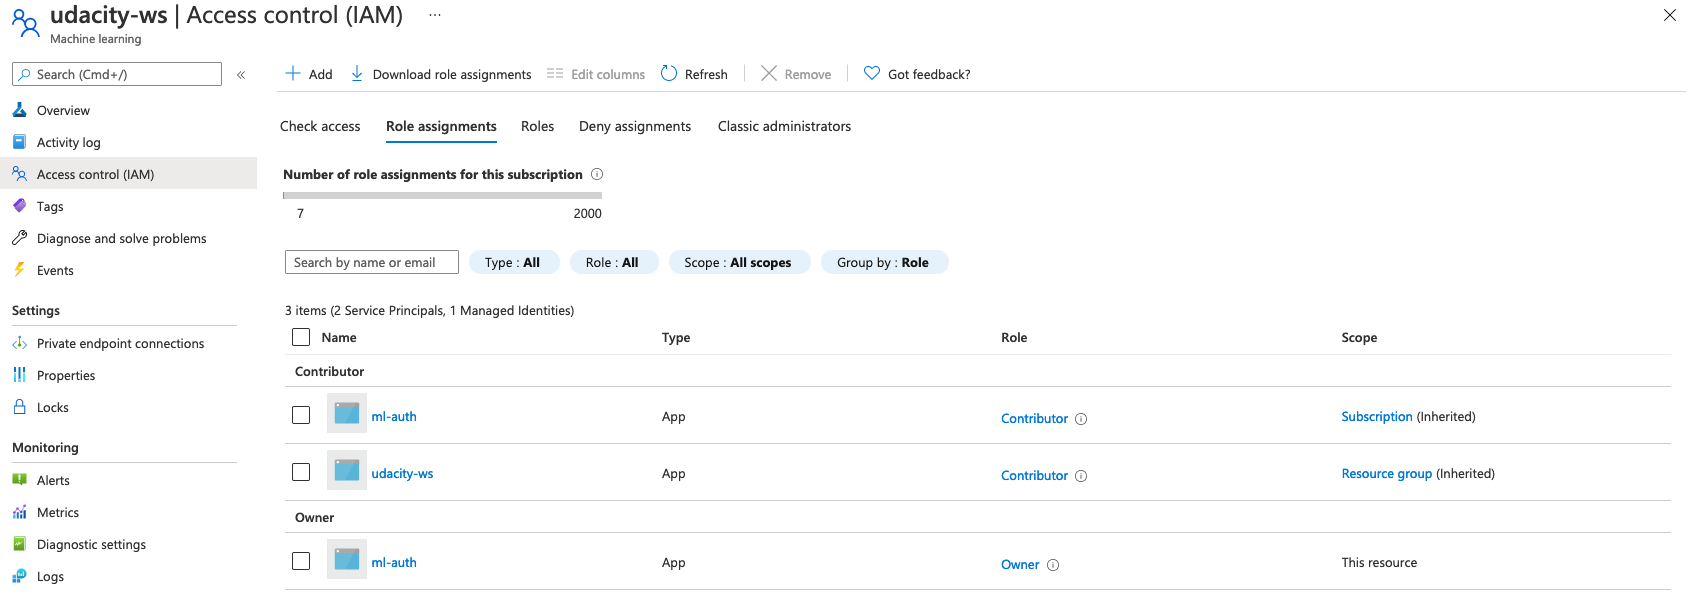 udacity-ws | Access control (IAM) ...
Machine learning
Search (Cmd+/) «
Add Download role assignments Edit columns Refresh Remove Got feedback?
Overview
Activity log
Access control (IAM)
Tags
Diagnose and solve problems
Events
Settings
Private endpoint connections
Properties
Locks
Monitoring
Alerts
Metrics
Diagnostic settings
Logs
Check access Role assignments Roles Deny assignments Classic administrators
Number of role assignments for this subscription
7 2000
Search by name or email Type : All Role : All Scope : All scopes Group by : Role
3 items (2 Service Principals, 1 Managed Identities)
Name Type Role Scope
Contributor
ml-auth App Contributor Subscription (Inherited)
udacity-ws App Contributor Resource group (Inherited)
Owner
ml-auth App Owner This resource